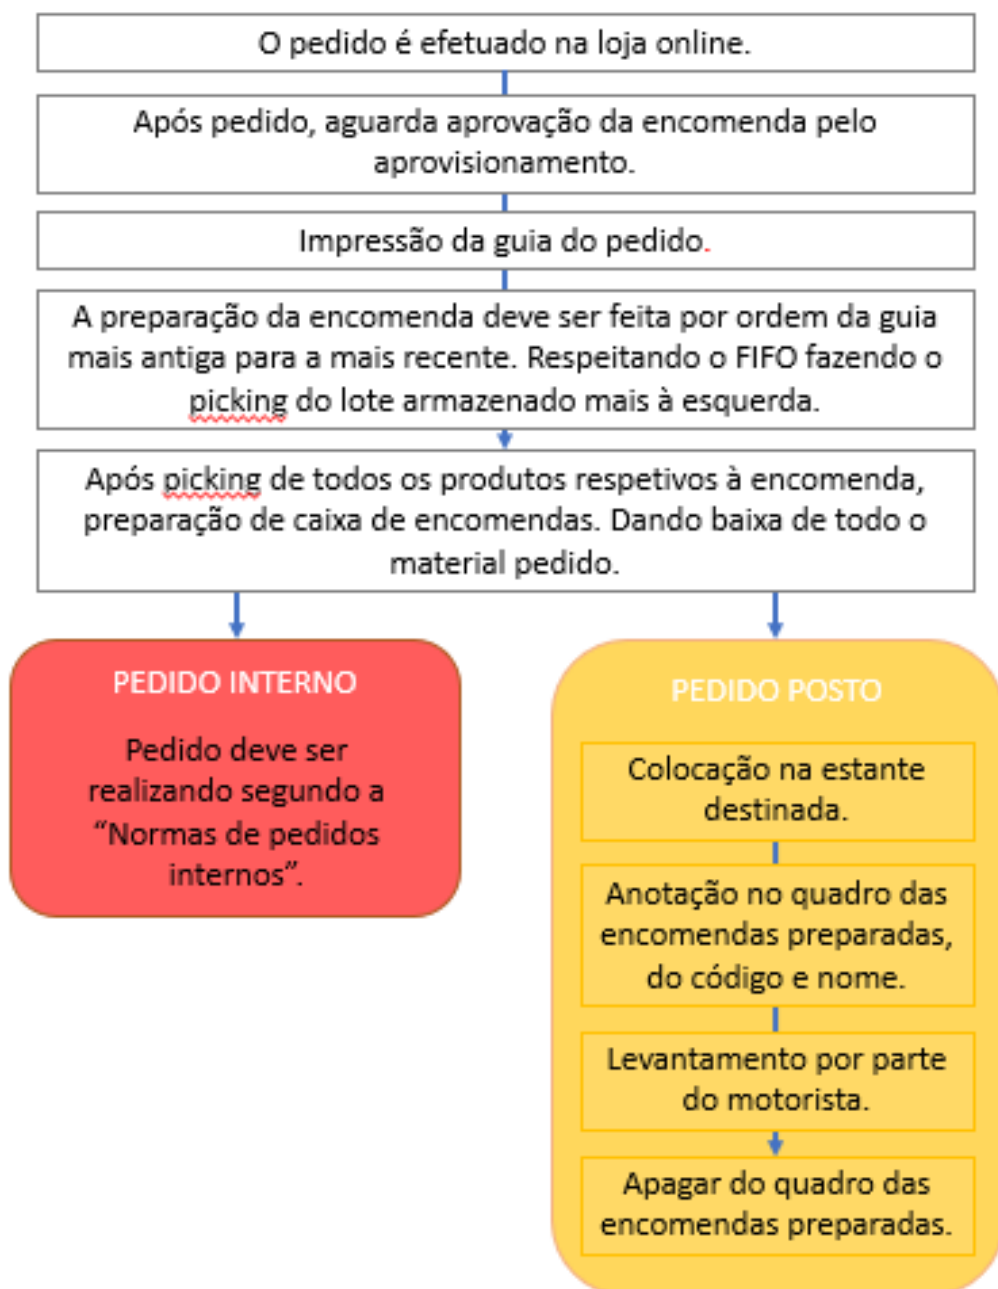 O pedido é efetuado na loja online.
Após pedido, aguarda aprovação da encomenda pelo
aprovisionamento.
Impressão da guia do pedido.
A preparação da encomenda deve ser feita por ordem da guia
mais antiga para a mais recente. Respeitando o FIFO fazendo o
picking do lote armazenado mais à esquerda.
Após picking de todos os produtos respetivos à encomenda,
preparação de caixa de encomendas. Dando baixa de todo o
material pedido.
PEDIDO INTERNO
Pedido deve ser
realizando segundo a
“Normas de pedidos
internos”.
PEDIDO POSTO
Colocação na estante
destinada.
Anotação no quadro das
encomendas preparadas,
do código e nome.
Levantamento por parte
do motorista.
Apagar do quadro das
encomendas preparadas.